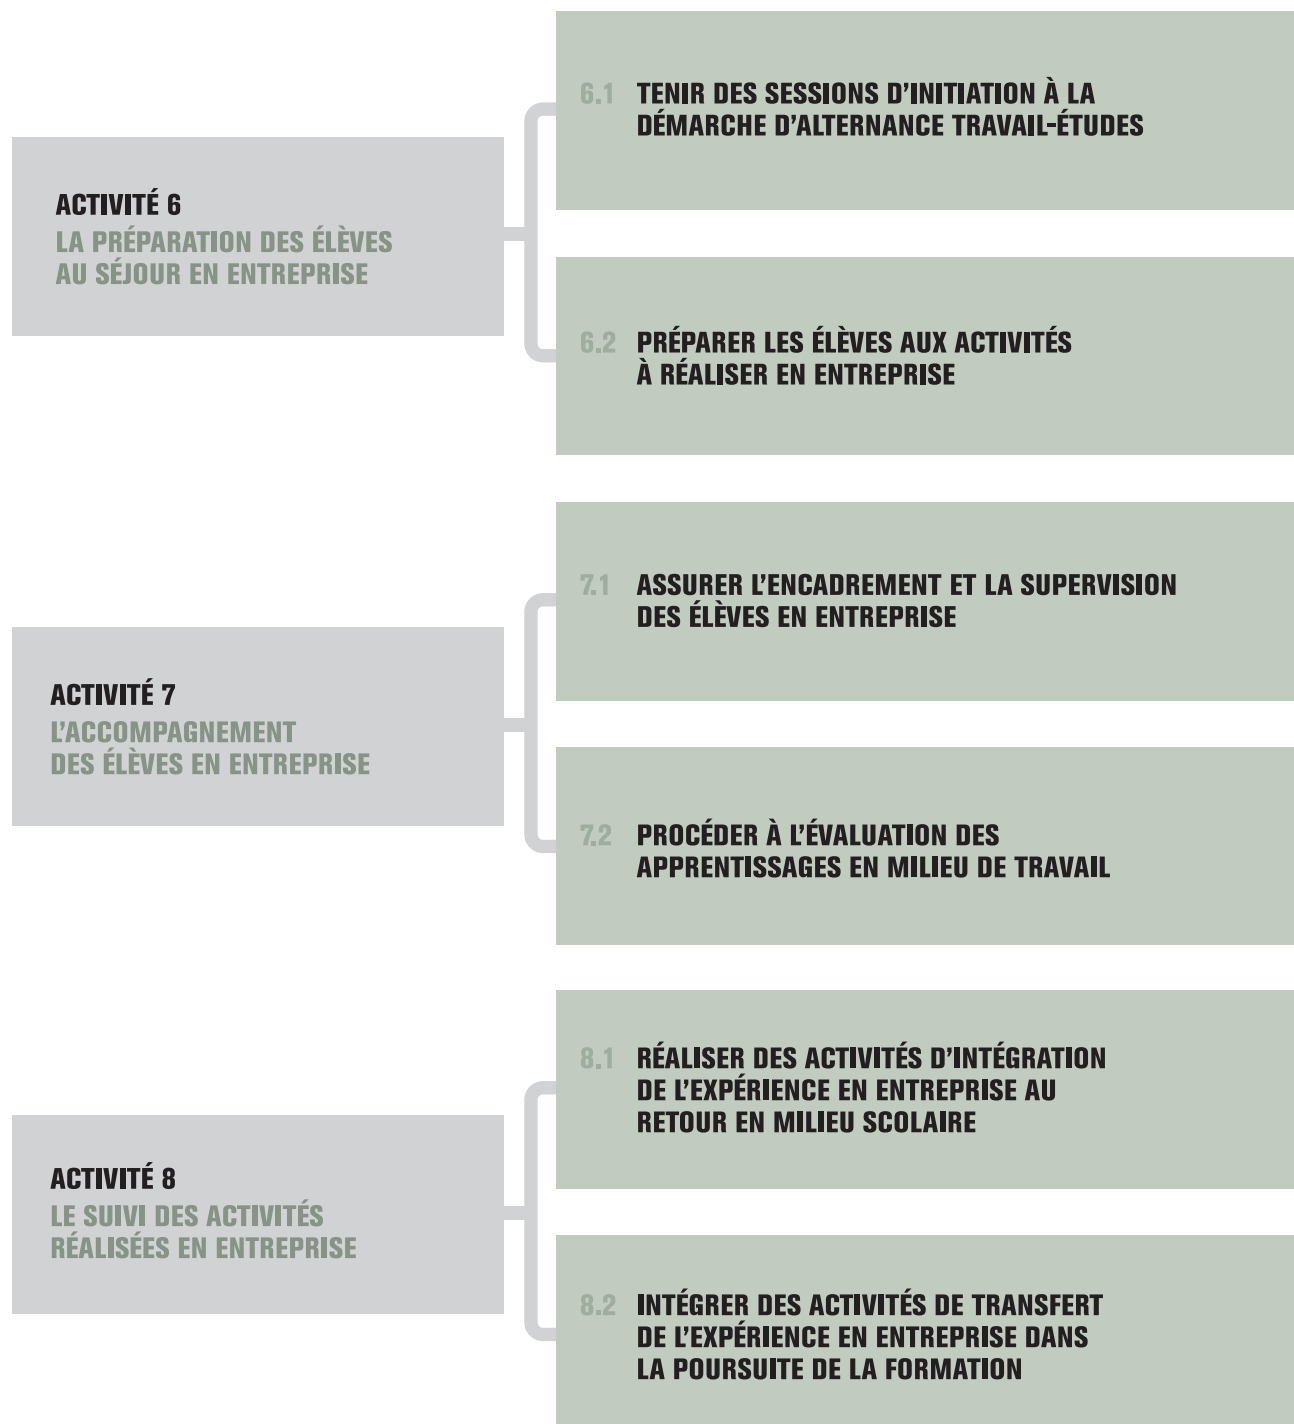 ACTIVITÉ 6
LA PRÉPARATION DES ÉLÈVES
AU SÉJOUR EN ENTREPRISE
6.1 TENIR DES SESSIONS D’INITIATION À LA
DÉMARCHE D’ALTERNANCE TRAVAIL-ÉTUDES
6.2 PRÉPARER LES ÉLÈVES AUX ACTIVITÉS
À RÉALISER EN ENTREPRISE
ACTIVITÉ 7
L’ACCOMPAGNEMENT
DES ÉLÈVES EN ENTREPRISE
7.1 ASSURER L’ENCADREMENT ET LA SUPERVISION
DES ÉLÈVES EN ENTREPRISE
7.2 PROCÉDER À L’ÉVALUATION DES
APPRENTISSAGES EN MILIEU DE TRAVAIL
ACTIVITÉ 8
LE SUIVI DES ACTIVITÉS
RÉALISÉES EN ENTREPRISE
8.1 RÉALISER DES ACTIVITÉS D’INTÉGRATION
DE L’EXPÉRIENCE EN ENTREPRISE AU
RETOUR EN MILIEU SCOLAIRE
8.2 INTÉGRER DES ACTIVITÉS DE TRANSFERT
DE L’EXPÉRIENCE EN ENTREPRISE DANS
LA POURSUITE DE LA FORMATION